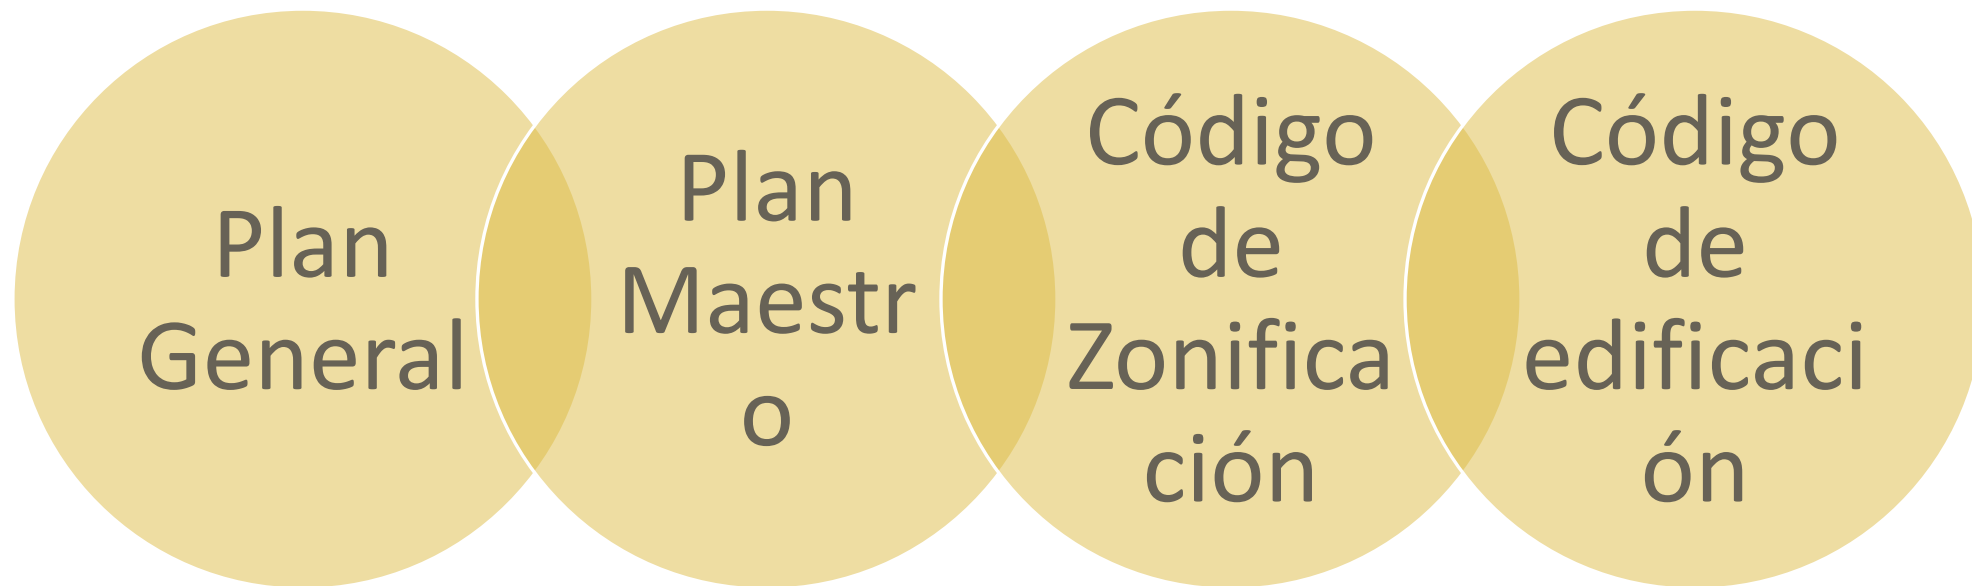 Plan
General
Plan
Maestr
o
Código
de
Zonifica
ción
Código
de
edificaci
ón